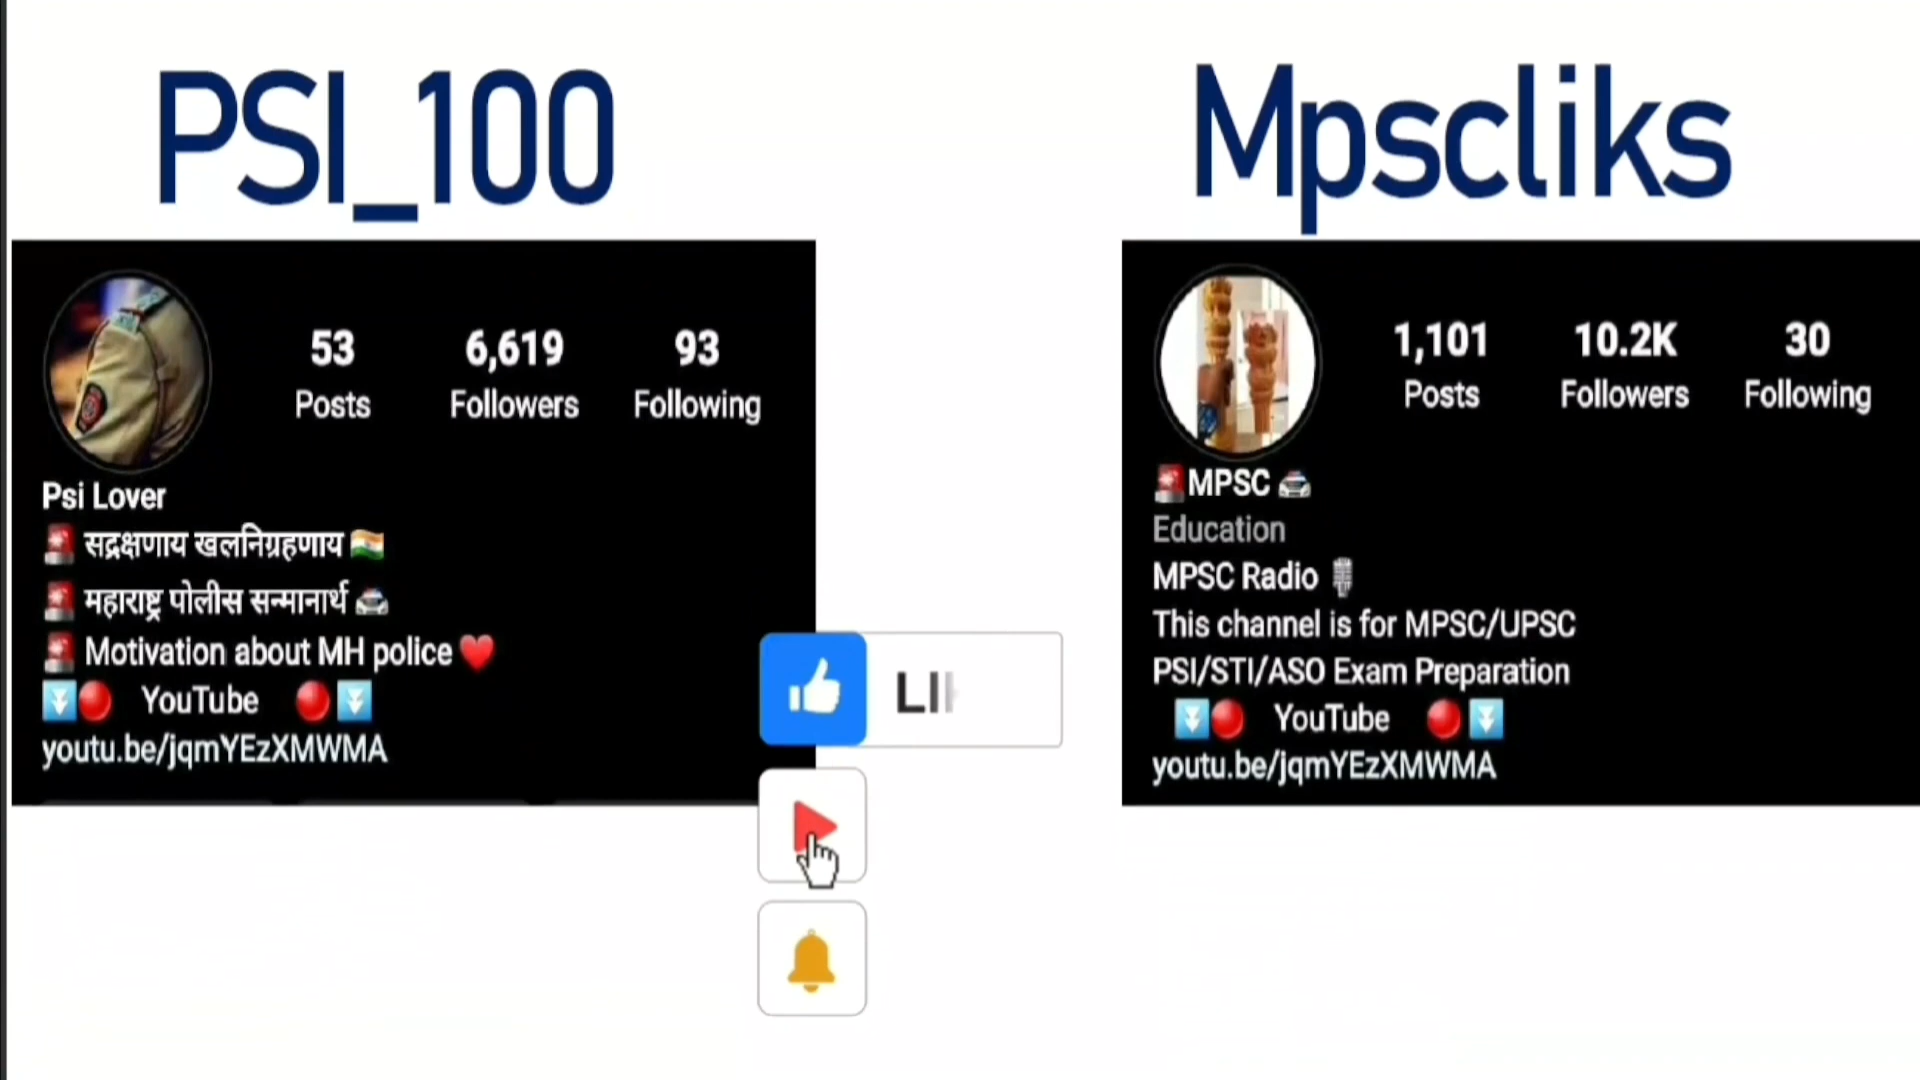 PSI_100
53 6,619 93
Posts Followers Following
Psi Lover
🚨 सद्रक्षणाय खलनिग्रहणाय 🇮🇳
🚨 महाराष्ट्र पोलीस सन्मानार्थ 🚔
🚨 Motivation about MH police ❤️
⏬🔴 YouTube 🔴⏬
youtu.be/jqmYEzXMWMA
Mpscliks
1,101 10.2K 30
Posts Followers Following
🚨MPSC 🚔
Education
MPSC Radio 🎙
This channel is for MPSC/UPSC
PSI/STI/ASO Exam Preparation
⏬🔴 YouTube 🔴⏬
youtu.be/jqmYEzXMWMA